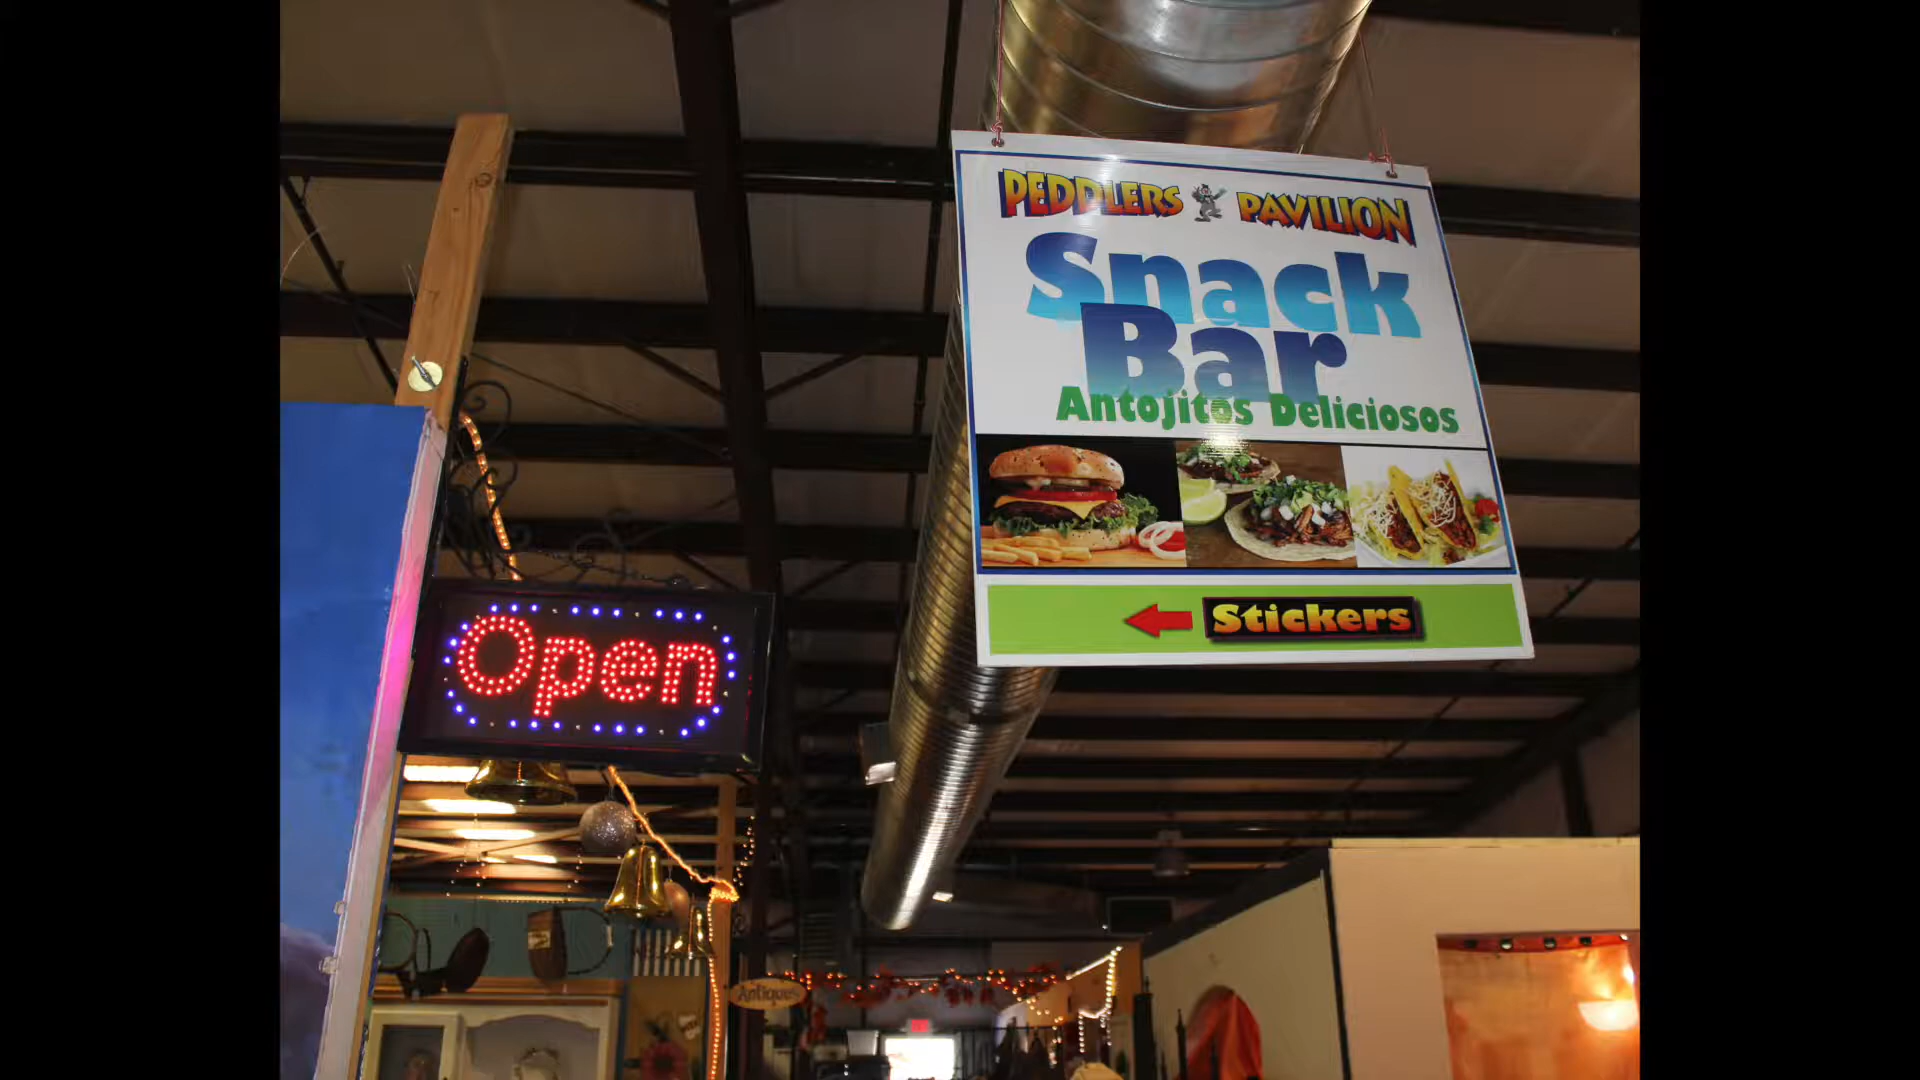 PEDDLERS PAVILION
Snack
Bar
Antojitos Deliciosos
Stickers
Open
Antiques